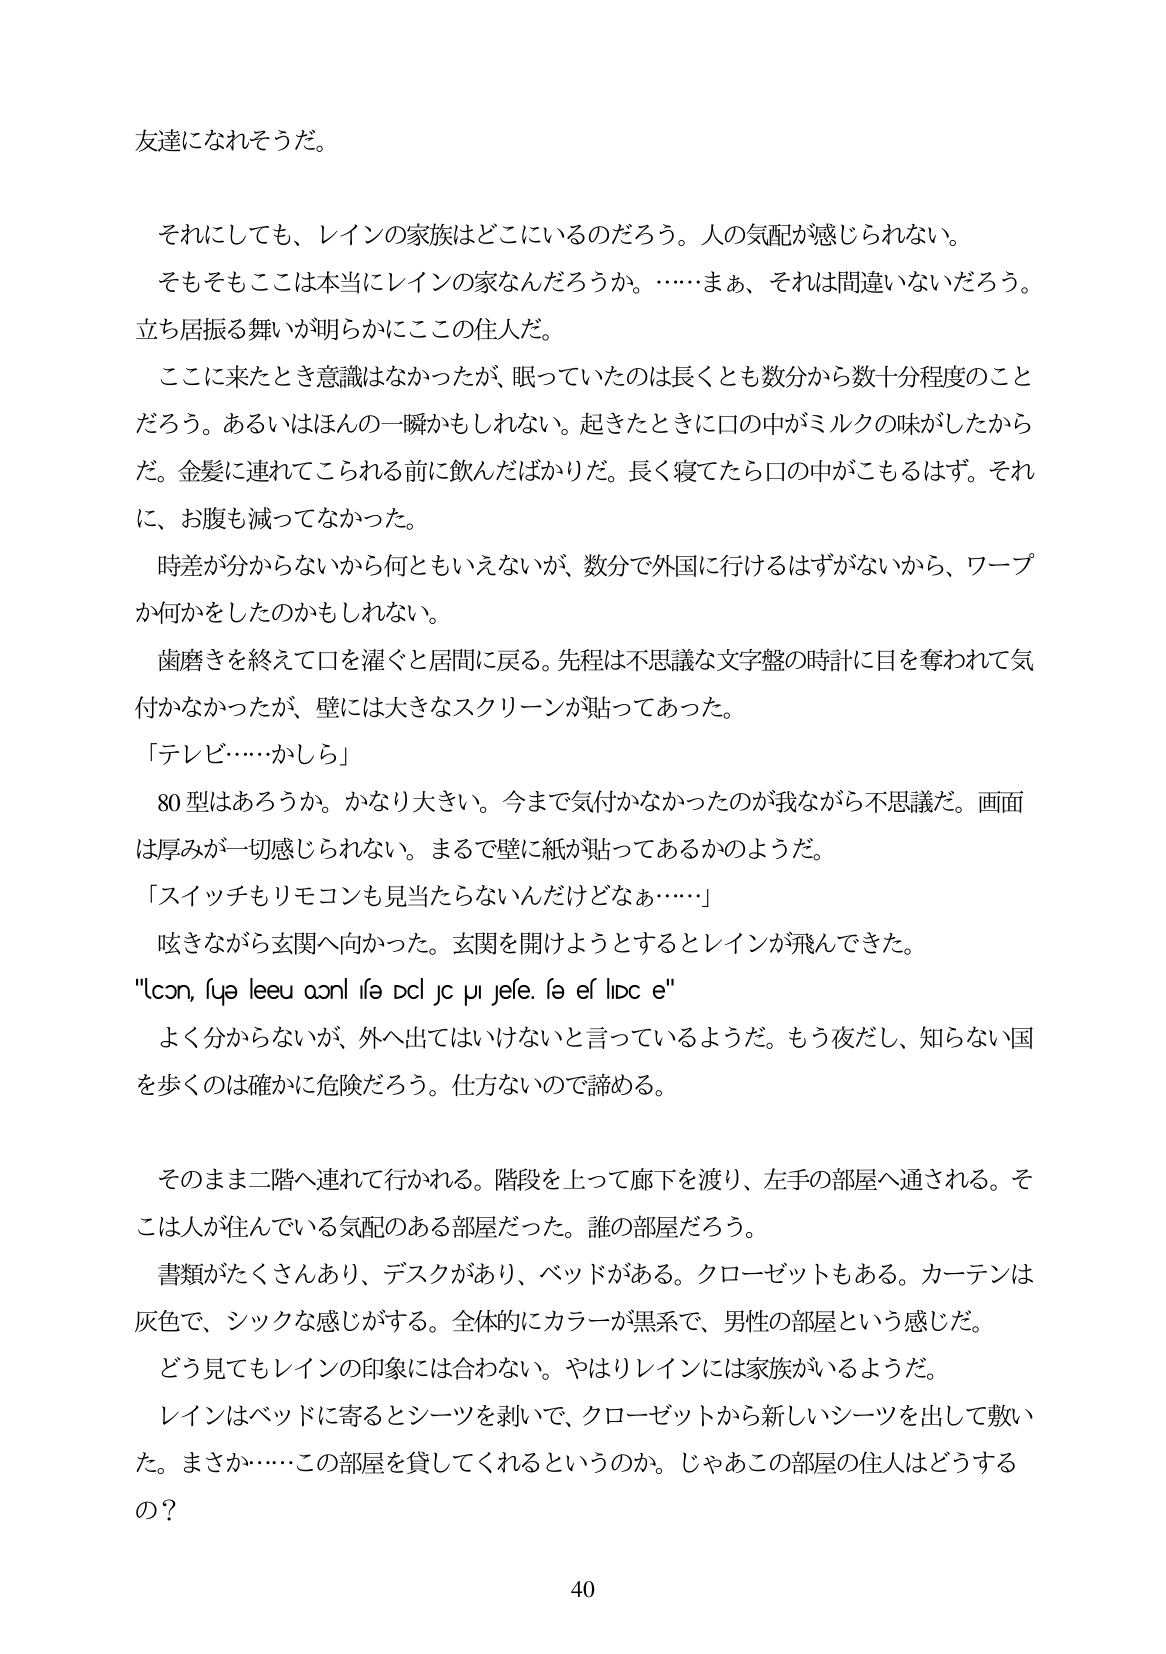 友達になれそうだ。
それにしても、レインの家族はどこにいるのだろう。人の気配が感じられない。
そもそもここは本当にレインの家なんだろうか。……まぁ、それは間違いないだろう。
立ち居振る舞いが明らかにここの住人だ。
ここに来たとき意識はなかったが、眠っていたのは長くとも数分から数十分程度のこと
だろう。あるいはほんの一瞬かもしれない。起きたときに口の中がミルクの味がしたから
だ。金髪に連れてこられる前に飲んだばかりだ。長く寝てたら口の中がこもるはず。それ
に、お腹も減ってなかった。
時差が分からないから何ともいえないが、数分で外国に行けるはずがないから、ワープ
か何かをしたのかもしれない。
歯磨きを終えて口を濯ぐと居間に戻る。先程は不思議な文字盤の時計に目を奪われて気
付かなかったが、壁には大きなスクリーンが貼ってあった。
「テレビ……かしら」
80 型はあろうか。かなり大きい。今まで気付かなかったのが我ながら不思議だ。画面
は厚みが一切感じられない。まるで壁に紙が貼ってあるかのようだ。
「スイッチもリモコンも見当たらないんだけどなぁ……」
呟きながら玄関へ向かった。玄関を開けようとするとレインが飛んできた。
よく分からないが、外へ出てはいけないと言っているようだ。もう夜だし、知らない国
を歩くのは確かに危険だろう。仕方ないので諦める。
そのまま二階へ連れて行かれる。階段を上って廊下を渡り、左手の部屋へ通される。そ
こは人が住んでいる気配のある部屋だった。誰の部屋だろう。
書類がたくさんあり、デスクがあり、ベッドがある。クローゼットもある。カーテンは
灰色で、シックな感じがする。全体的にカラーが黒系で、男性の部屋という感じだ。
どう見てもレインの印象には合わない。やはりレインには家族がいるようだ。
レインはベッドに寄るとシーツを剥いで、クローゼットから新しいシーツを出して敷い
た。まさか……この部屋を貸してくれるというのか。じゃあこの部屋の住人はどうする
の？
40